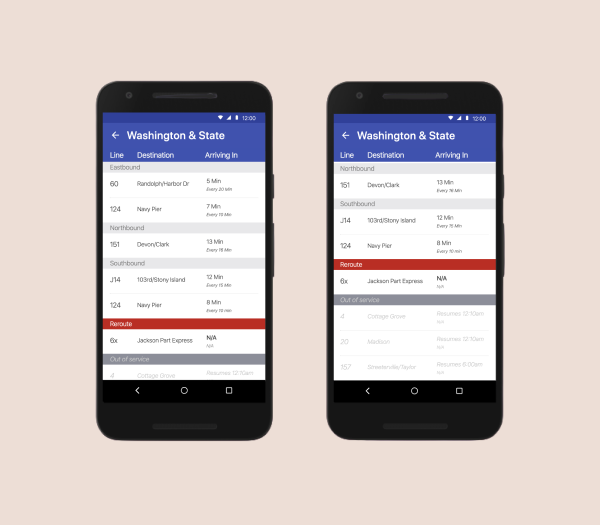 12:00
Washington & State
Line Destination Arriving In
Eastbound
60 Randolph/Harbor Dr 5 Min
Every 20 Min
124 Navy Pier 7 Min
Every 10 Min
Northbound
151 Devon/Clark 13 Min
Every 16 Min
Southbound
J14 103rd/Stony Island 12 Min
Every 15 Min
124 Navy Pier 8 Min
Every 10 min
Reroute
6x Jackson Part Express N/A
N/A
Out of service
4 Cottage Grove Resumes 12:10am
12:00
Washington & State
Line Destination Arriving In
Northbound
151 Devon/Clark 13 Min
Every 16 Min
Southbound
J14 103rd/Stony Island 12 Min
Every 15 Min
124 Navy Pier 8 Min
Every 10 min
Reroute
6x Jackson Part Express N/A
N/A
Out of service
4 Cottage Grove Resumes 12:10am
N/A
20 Madison Resumes 12:10am
N/A
157 Streeterville/Taylor Resumes 5:00am
N/A